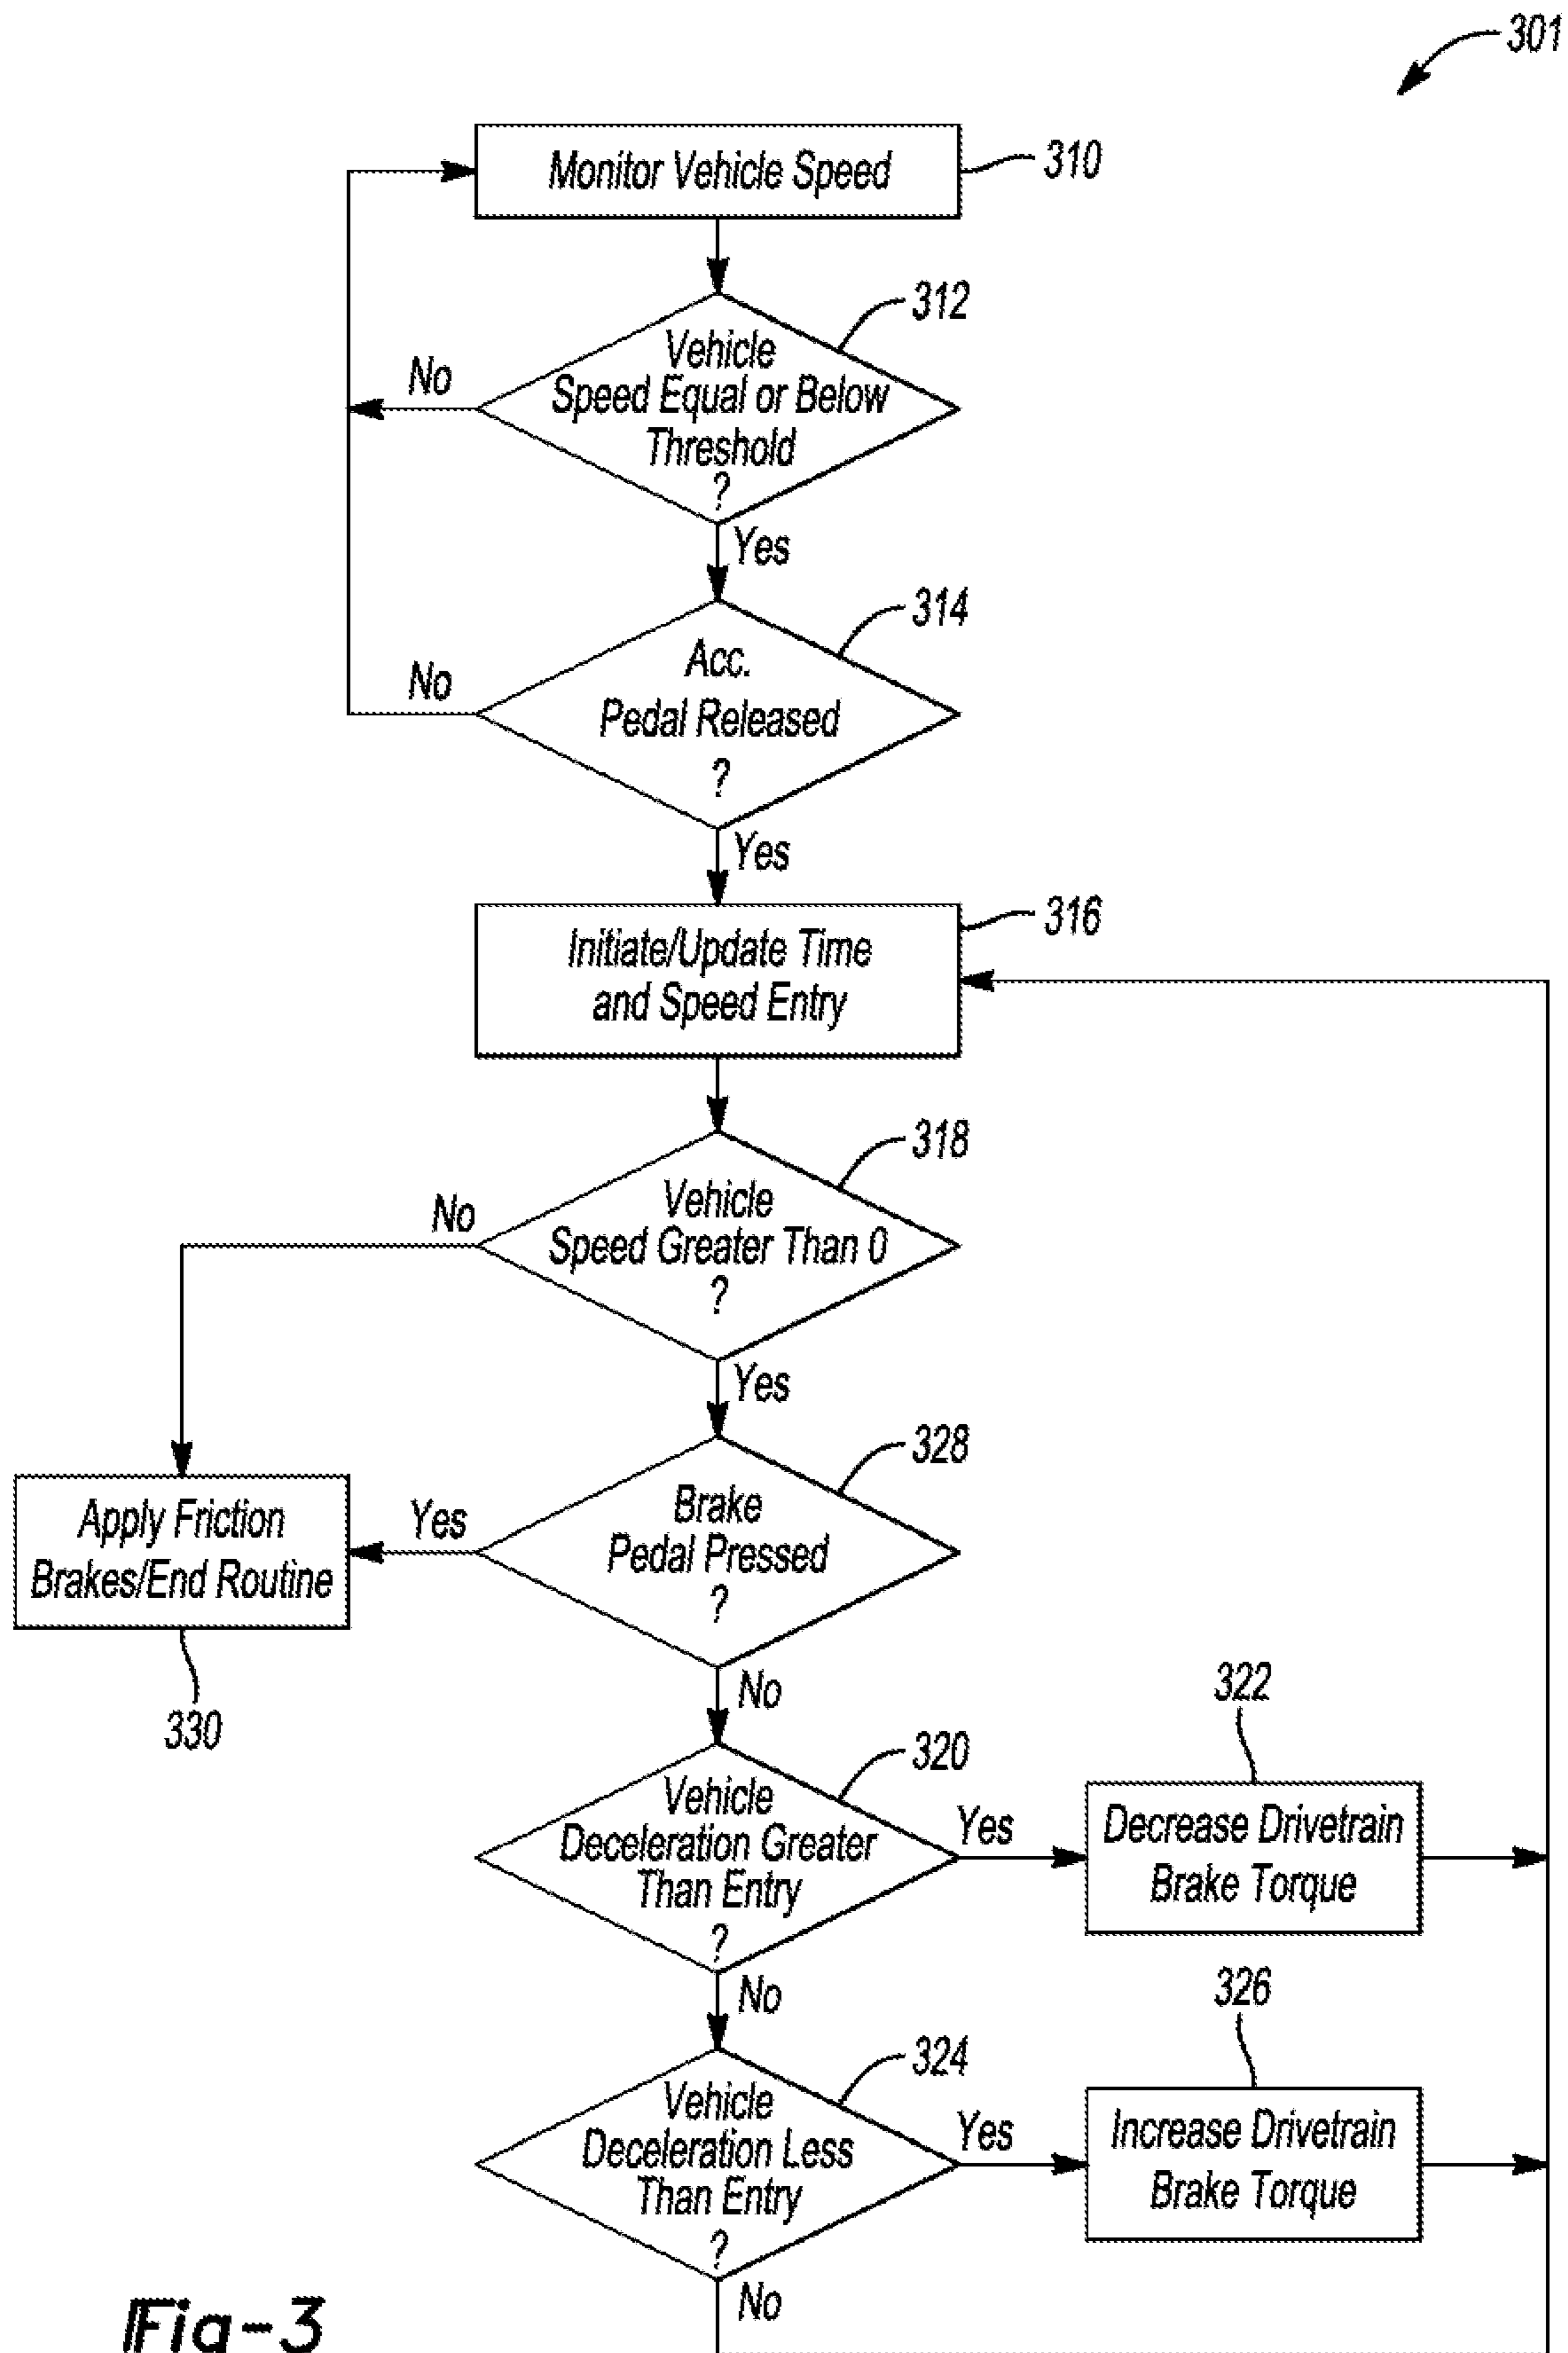 301
Monitor Vehicle Speed
310
312
Vehicle
Speed Equal or Below
Threshold
?
No
Yes
314
Acc.
Pedal Released
?
No
Yes
316
Initiate/Update Time
and Speed Entry
318
Vehicle
Speed Greater Than 0
?
No
Yes
328
Brake
Pedal Pressed
?
Yes
Apply Friction
Brakes/End Routine
330
No
320
Vehicle
Deceleration Greater
Than Entry
?
Yes
322
Decrease Drivetrain
Brake Torque
No
324
Vehicle
Deceleration Less
Than Entry
?
Yes
326
Increase Drivetrain
Brake Torque
No
Fig-3